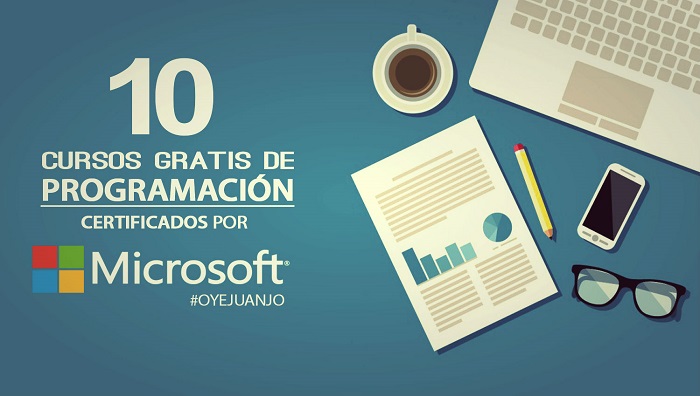 10
CURSOS GRATIS DE
PROGRAMACIÓN
CERTIFICADOS POR
Microsoft®
#OYEJUANJO